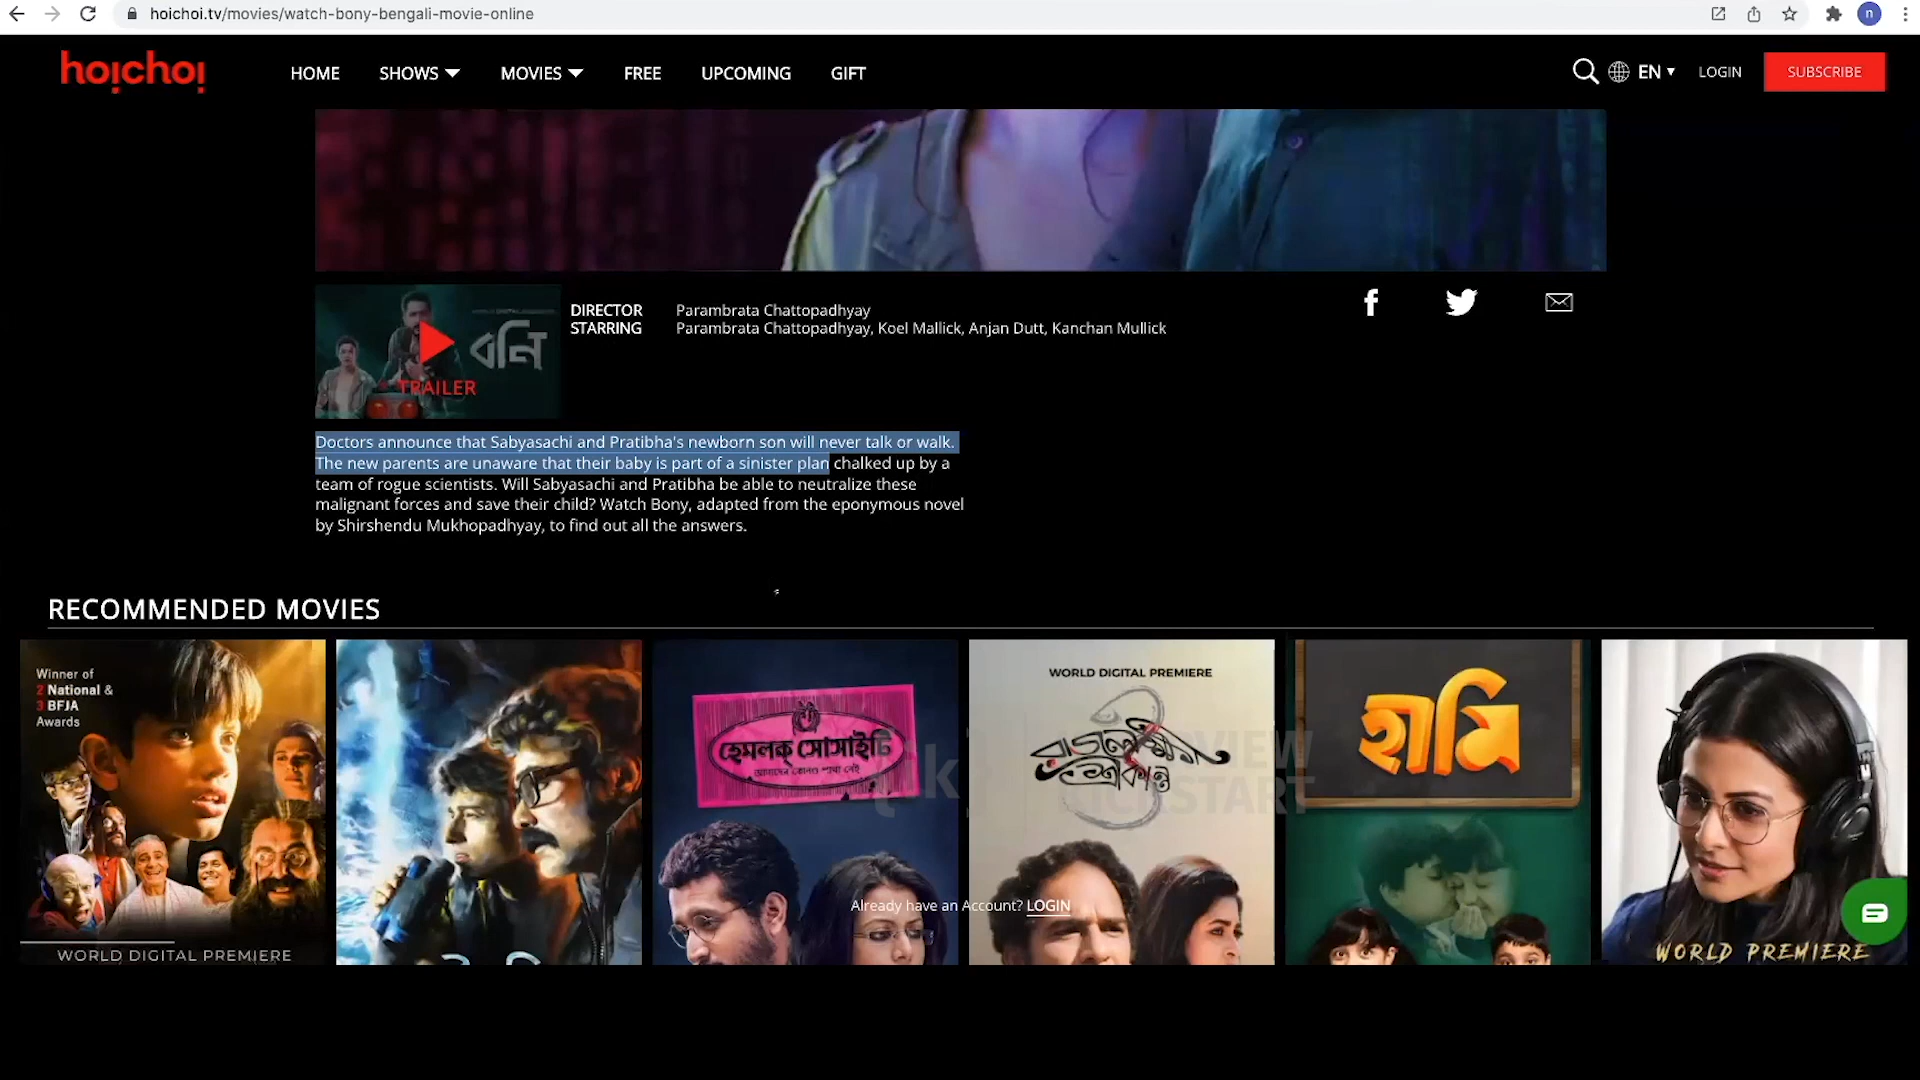 hoichoi.tv/movies/watch-bony-bengali-movie-online
n
hoichoi
HOME SHOWS MOVIES FREE UPCOMING GIFT
EN LOGIN SUBSCRIBE
বনি
TRAILER
DIRECTOR Parambrata Chattopadhyay
STARRING Parambrata Chattopadhyay, Koel Mallick, Anjan Dutt, Kanchan Mullick
Doctors announce that Sabyasachi and Pratibha's newborn son will never talk or walk.
The new parents are unaware that their baby is part of a sinister plan chalked up by a
team of rogue scientists. Will Sabyasachi and Pratibha be able to neutralize these
malignant forces and save their child? Watch Bony, adapted from the eponymous novel
by Shirshendu Mukhopadhyay, to find out all the answers.
RECOMMENDED MOVIES
Winner of
2 National &
3 BFJA
Awards
WORLD DIGITAL PREMIERE
হেমলক্ সোসাইটি
WORLD DIGITAL PREMIERE
রাজলক্ষ্মী
শ্রীকান্ত
হামি
WORLD PREMIERE
Already have an Account? LOGIN